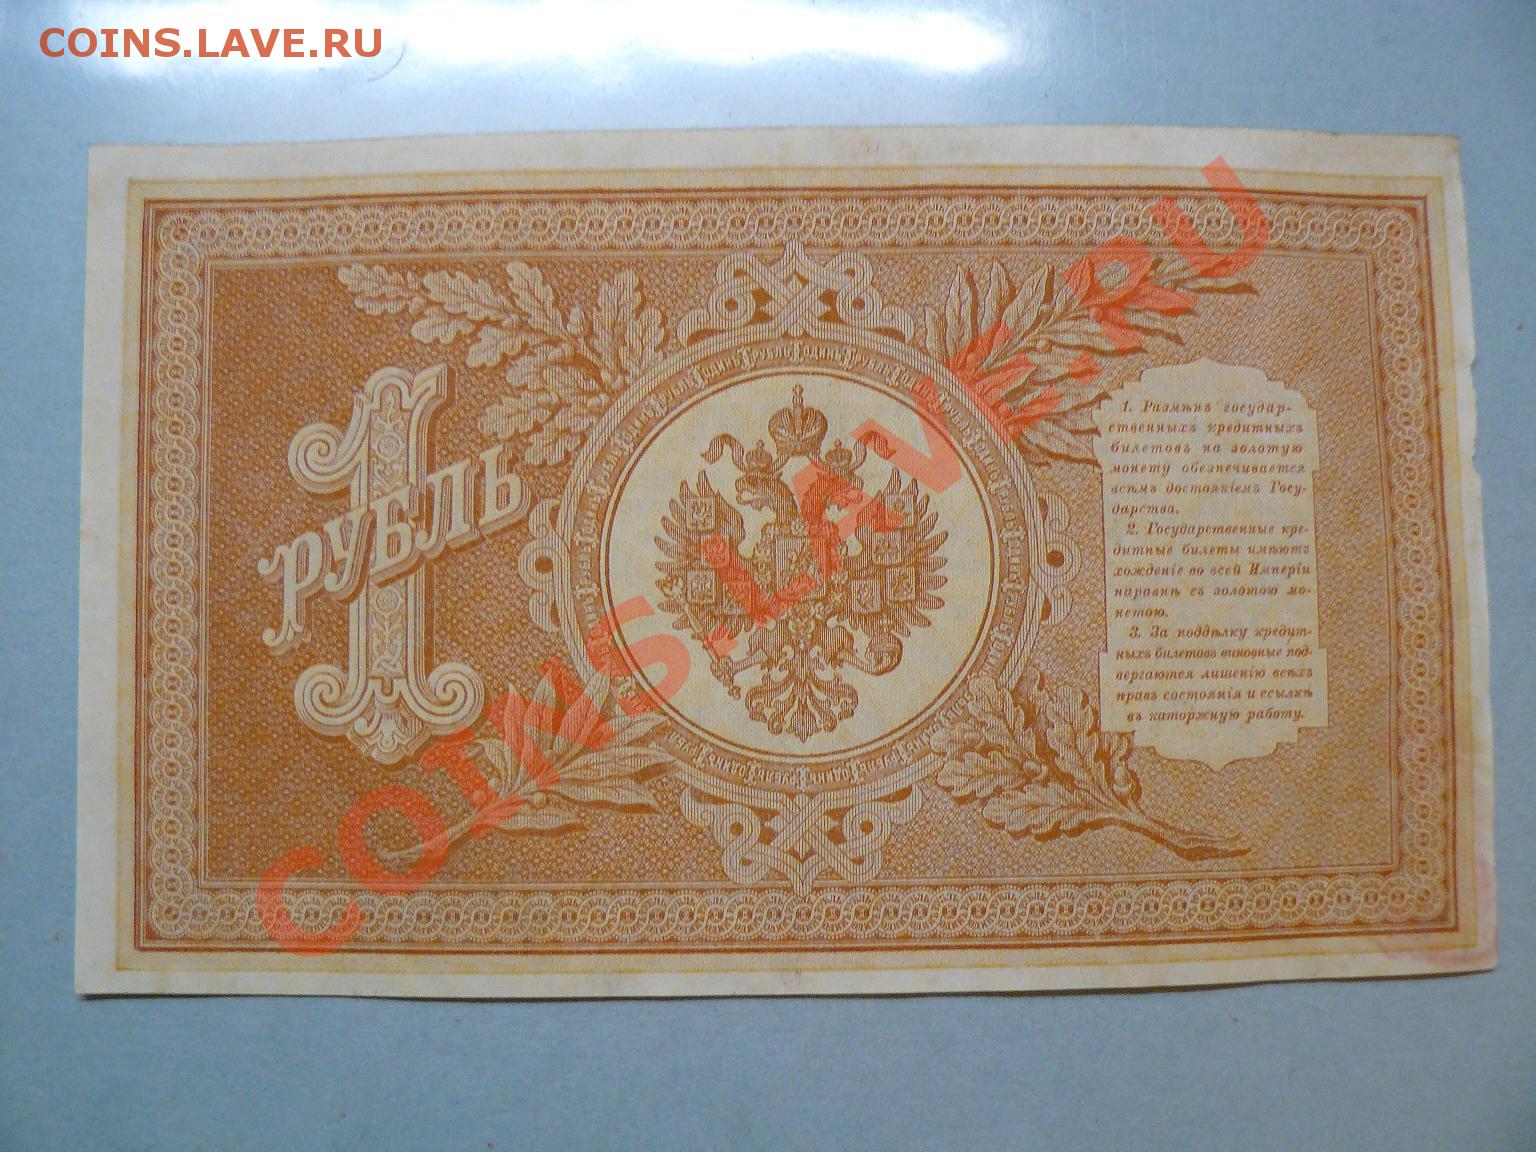 COINS.LAVE.RU
1
РУБЛЬ
1. Размѣнъ государ-
ственныхъ кредитныхъ
билетовъ на золотую
монету обезпечивается
всѣмъ достояніемъ Госу-
дарства.
2. Государственные кре-
дитные билеты имѣютъ
хожденіе во всей Имперіи
наравнѣ съ золотою мо-
нетою.
3. За поддѣлку кредит-
ныхъ билетовъ виновные под-
вергаются лишенію всѣхъ
правъ состоянія и ссылкѣ
въ каторжную работу.
COINS.LAVE.RU